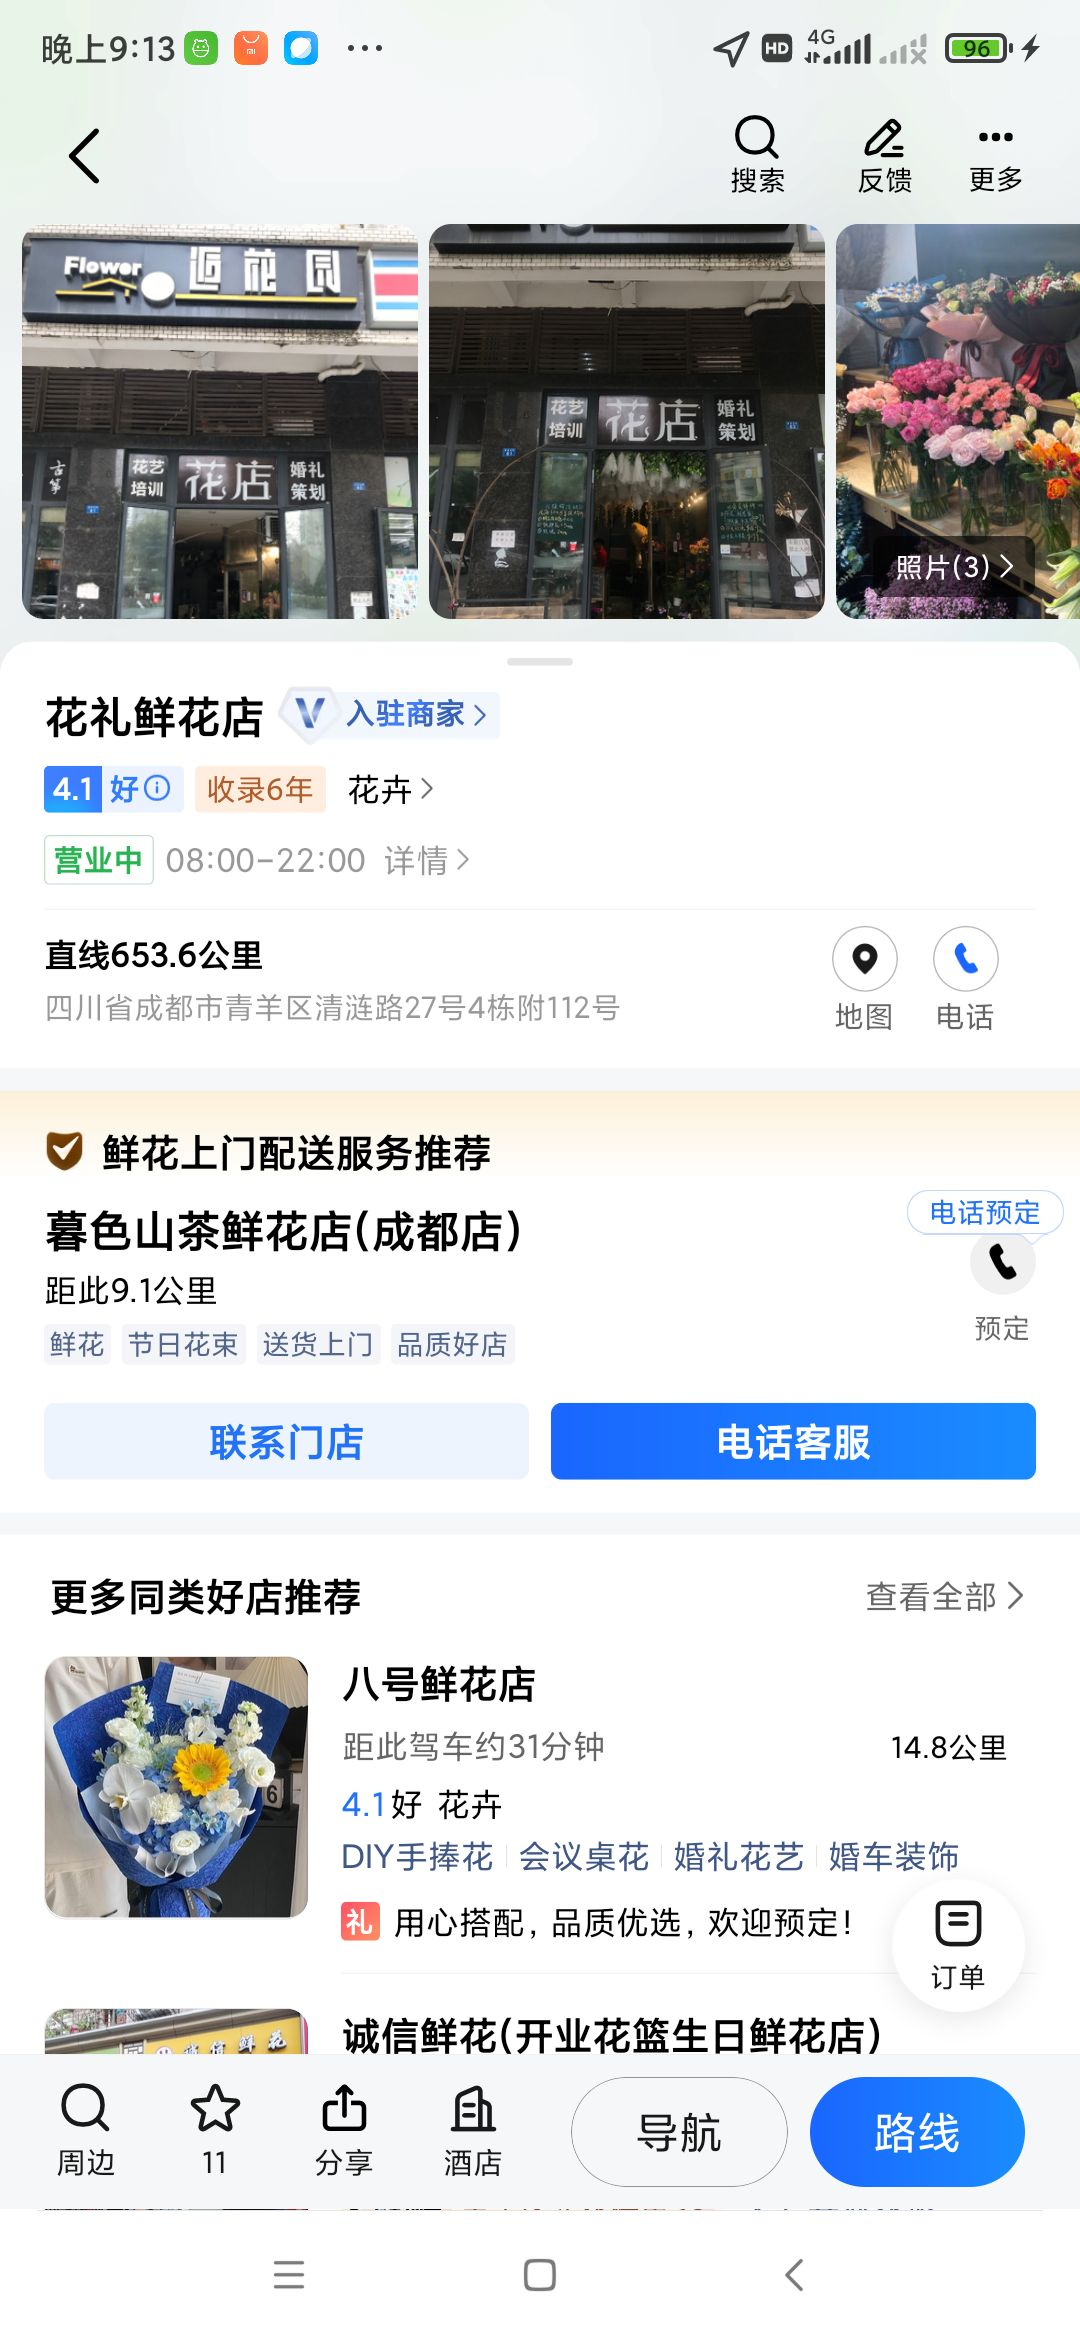 晚上9:13
HD
4G
96
搜索
反馈
更多
Flower 返花园
花艺培训 花店 婚礼策划
古筝
花艺培训 花店 婚礼策划
照片(3)
花礼鲜花店
V 入驻商家
4.1 好 收录6年 花卉
营业中 08:00-22:00 详情
直线653.6公里
四川省成都市青羊区清涟路27号4栋附112号
地图 电话
鲜花上门配送服务推荐
暮色山茶鲜花店(成都店)
电话预定
距此9.1公里
预定
鲜花 节日花束 送货上门 品质好店
联系门店 电话客服
更多同类好店推荐
查看全部
八号鲜花店
距此驾车约31分钟 14.8公里
4.1好 花卉
DIY手捧花 会议桌花 婚礼花艺 婚车装饰
礼 用心搭配, 品质优选, 欢迎预定!
订单
诚信鲜花(开业花篮生日鲜花店)
周边 11 分享 酒店 导航 路线